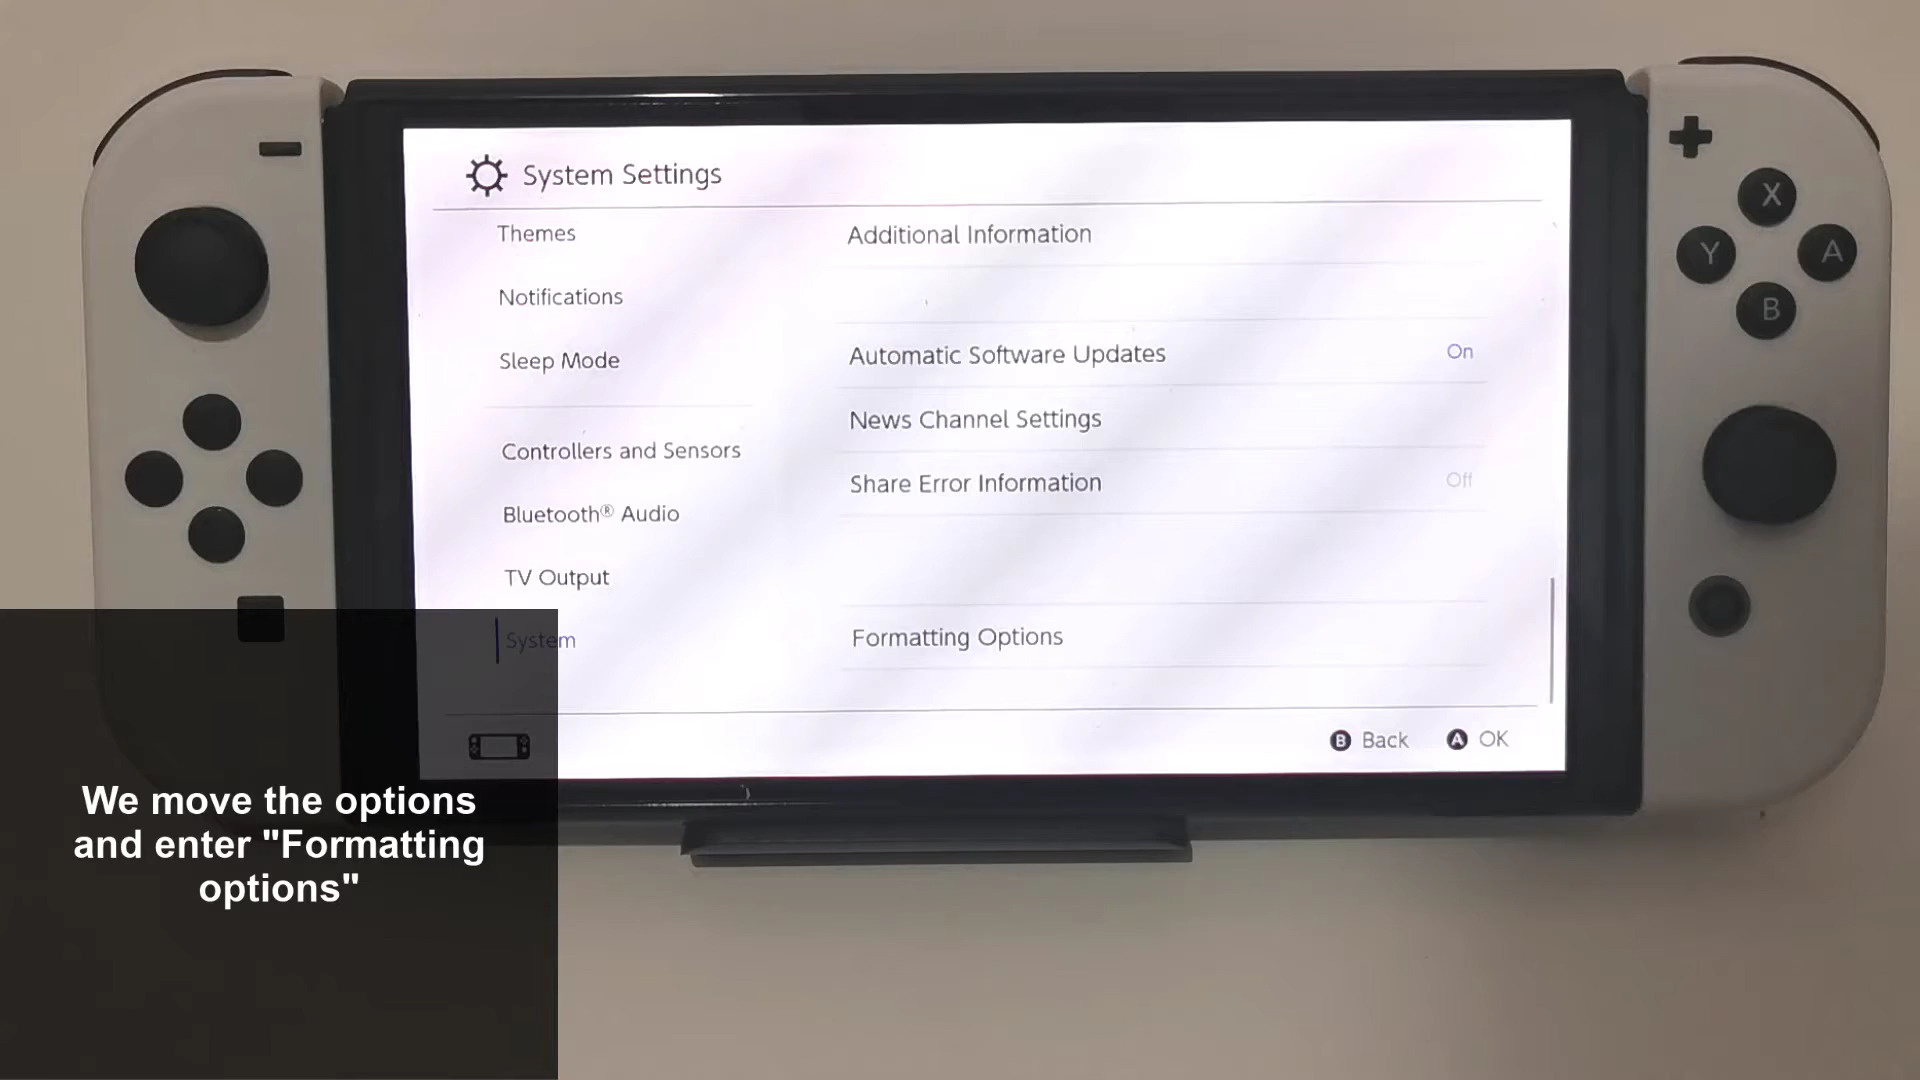 System Settings
Themes
Notifications
Sleep Mode
Controllers and Sensors
Bluetooth® Audio
TV Output
System
Additional Information
Automatic Software Updates On
News Channel Settings
Share Error Information Off
Formatting Options
B Back A OK
X
Y A
B
We move the options
and enter "Formatting
options"